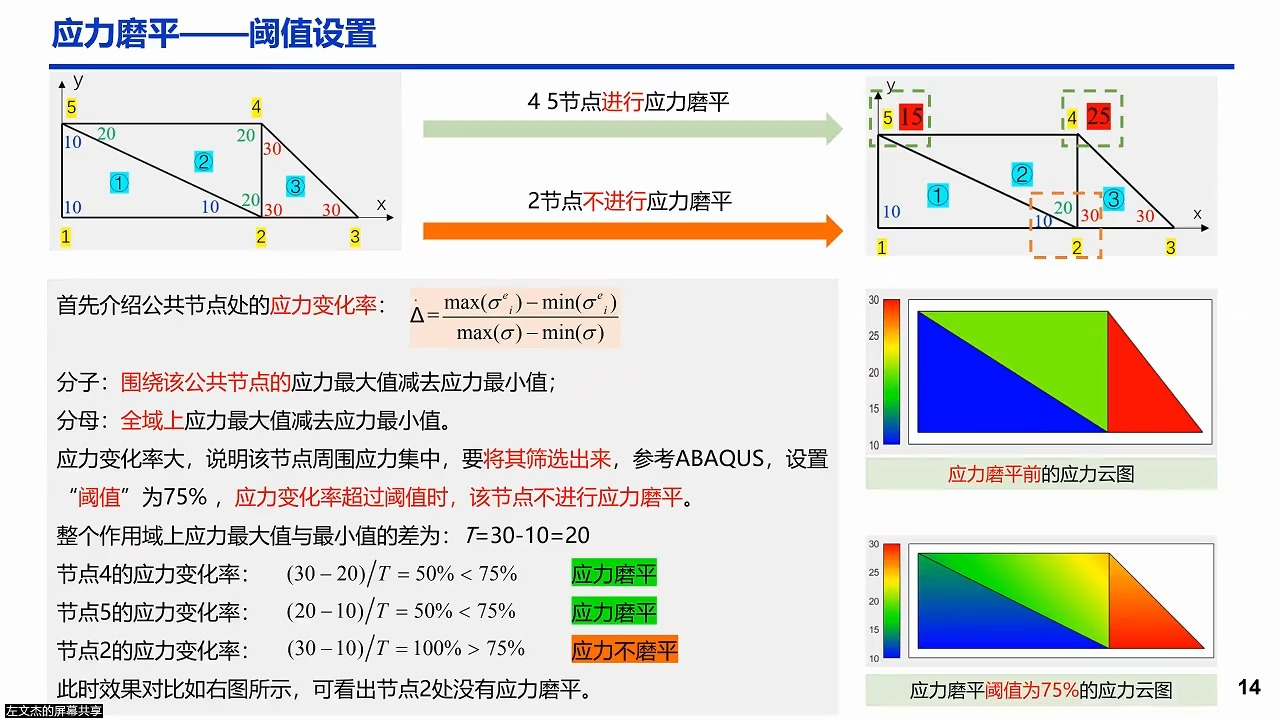 应力磨平——阈值设置
y
5
4
10
20
20
30
②
①
③
20
10
10
30
30
x
1
2
3
4 5节点进行应力磨平
2节点不进行应力磨平
y
5 15
4 25
②
①
③
10
10
20
30
30
x
1
2
3
首先介绍公共节点处的应力变化率：
Δ̇ = (max(σᵉᵢ) − min(σᵉᵢ)) / (max(σ) − min(σ))
分子：围绕该公共节点的应力最大值减去应力最小值；
分母：全域上应力最大值减去应力最小值。
应力变化率大，说明该节点周围应力集中，要将其筛选出来，参考ABAQUS，设置
“阈值”为75%，应力变化率超过阈值时，该节点不进行应力磨平。
整个作用域上应力最大值与最小值的差为：T=30-10=20
节点4的应力变化率： (30 − 20)/T = 50% < 75% 应力磨平
节点5的应力变化率： (20 − 10)/T = 50% < 75% 应力磨平
节点2的应力变化率： (30 − 10)/T = 100% > 75% 应力不磨平
此时效果对比如右图所示，可看出节点2处没有应力磨平。
30
25
20
15
10
应力磨平前的应力云图
30
25
20
15
10
应力磨平阈值为75%的应力云图
14
左文杰的屏幕共享